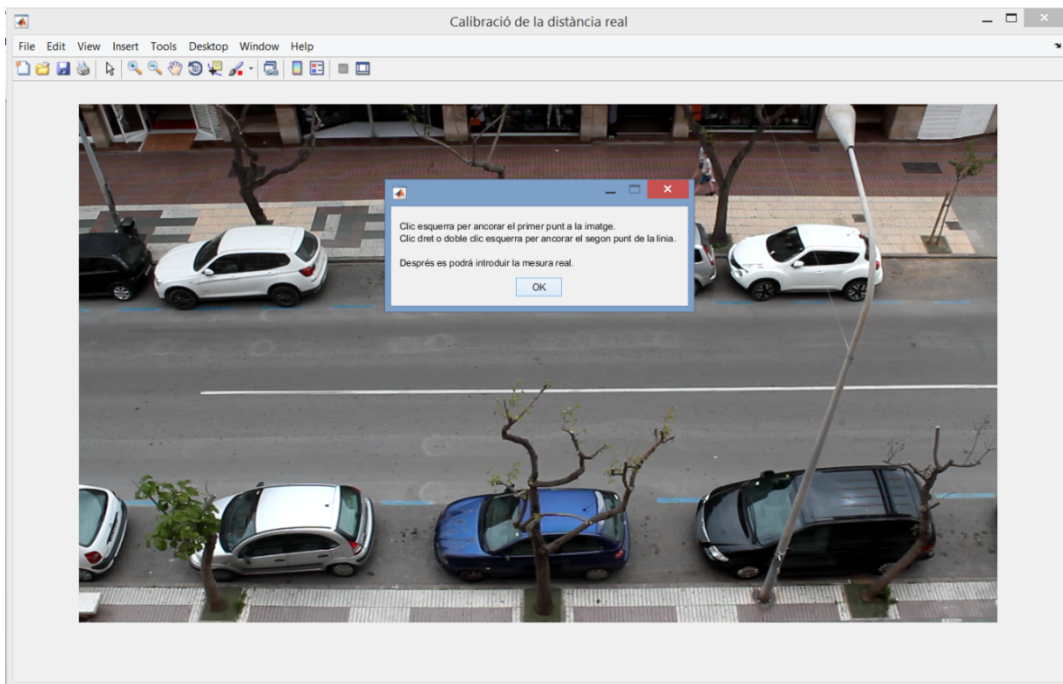 Calibració de la distància real
File Edit View Insert Tools Desktop Window Help
Clic esquerra per ancorar el primer punt a la imatge.
Clic dret o doble clic esquerra per ancorar el segon punt de la linia.
Després es podrà introduir la mesura real.
OK